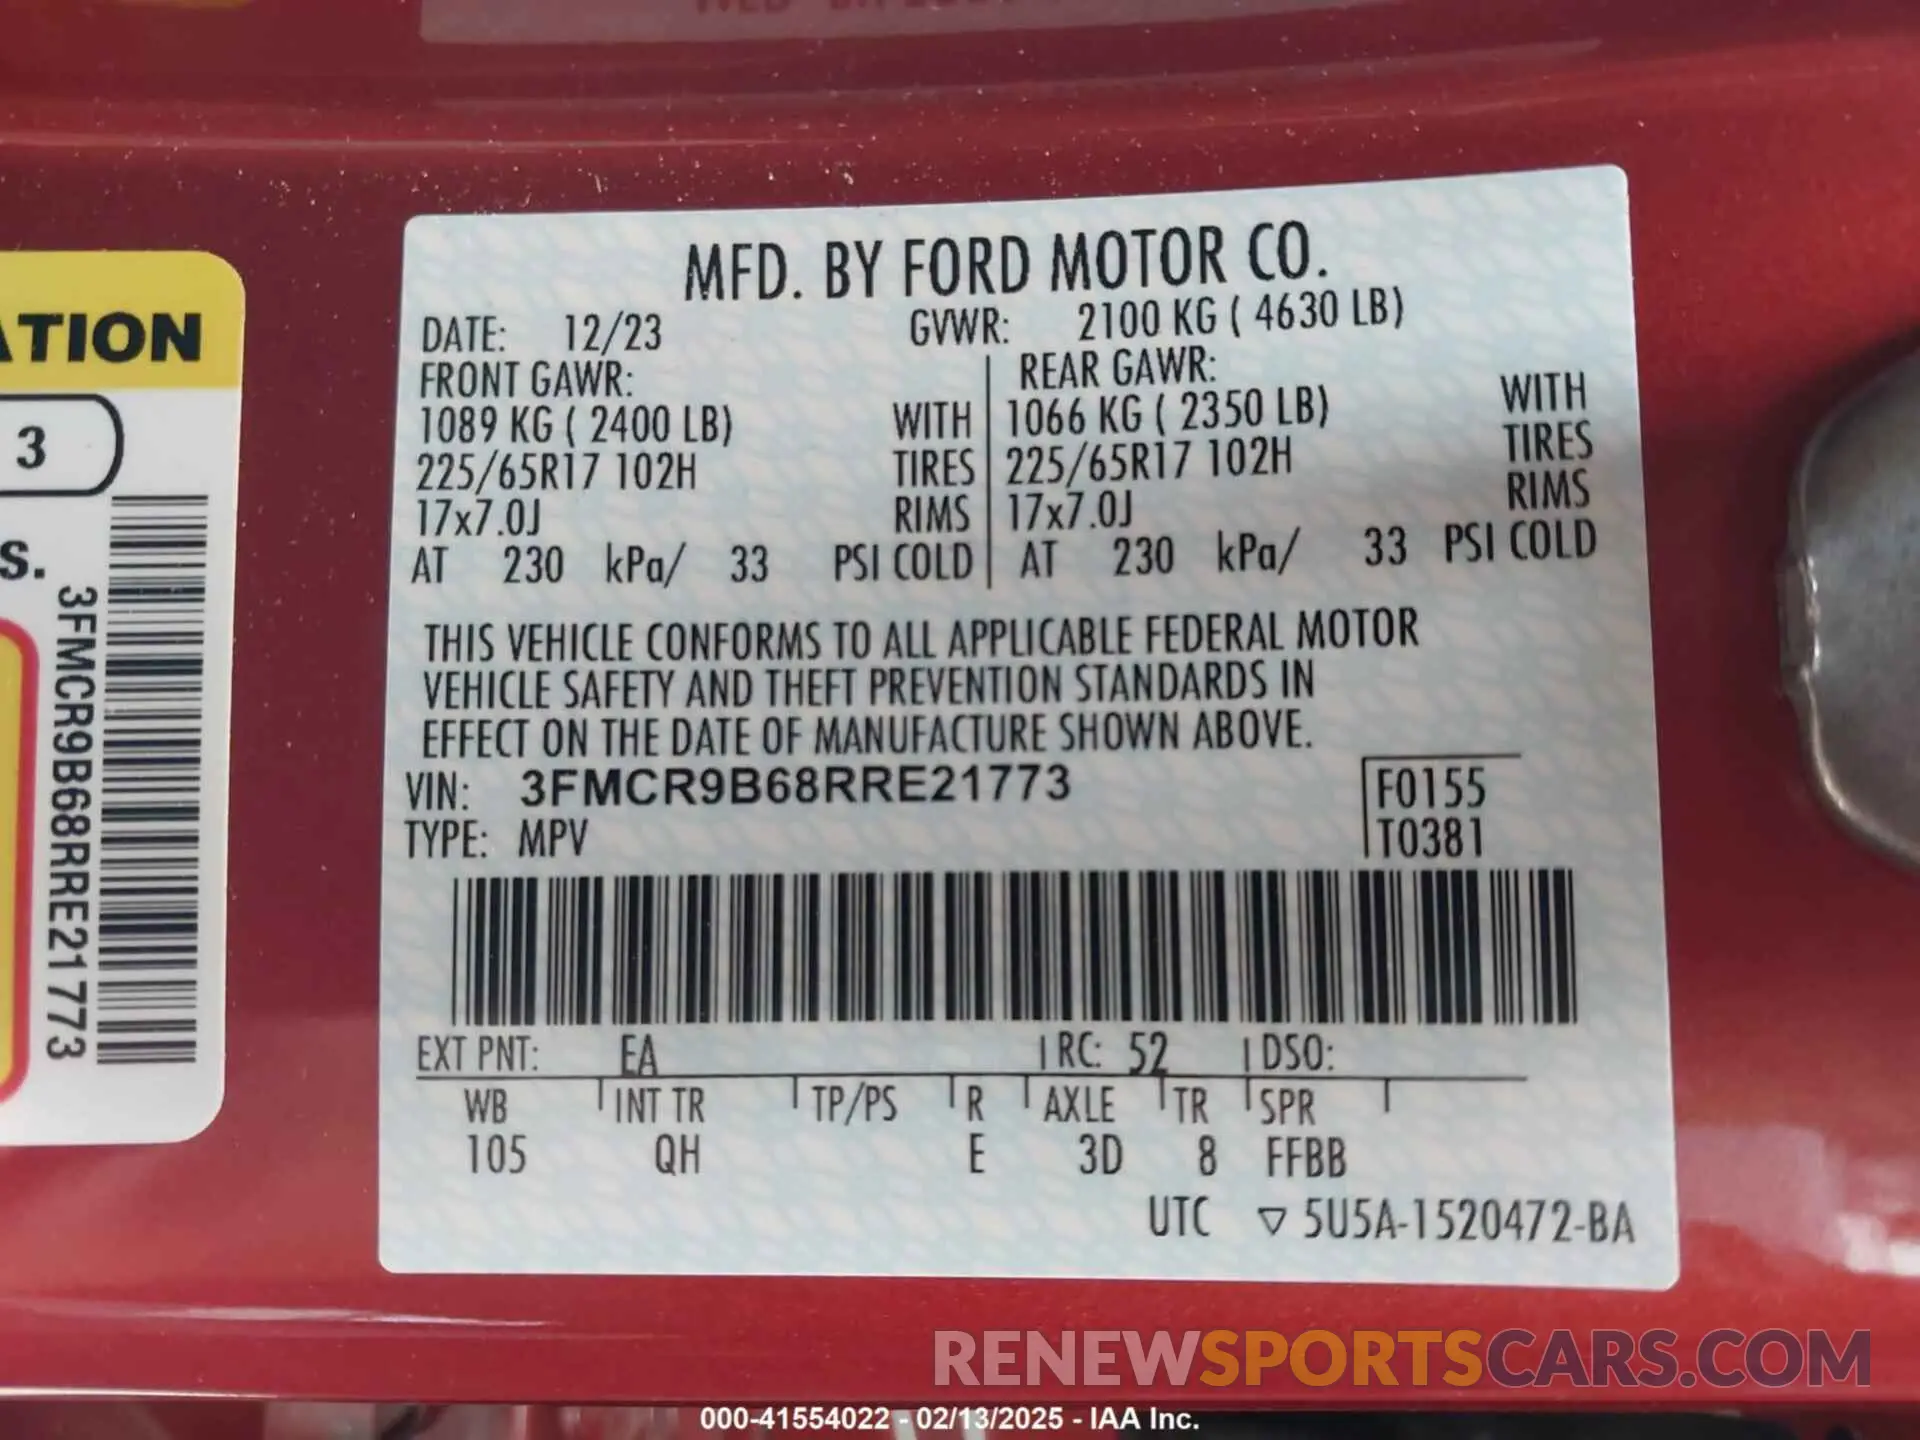 MFD. BY FORD MOTOR CO.
DATE: 12/23 GVWR: 2100 KG ( 4630 LB)
FRONT GAWR: REAR GAWR:
1089 KG ( 2400 LB) WITH 1066 KG ( 2350 LB) WITH
225/65R17 102H TIRES 225/65R17 102H TIRES
17x7.0J RIMS 17x7.0J RIMS
AT 230 kPa/ 33 PSI COLD AT 230 kPa/ 33 PSI COLD
THIS VEHICLE CONFORMS TO ALL APPLICABLE FEDERAL MOTOR
VEHICLE SAFETY AND THEFT PREVENTION STANDARDS IN
EFFECT ON THE DATE OF MANUFACTURE SHOWN ABOVE.
VIN: 3FMCR9B68RRE21773 F0155
TYPE: MPV T0381
EXT PNT: EA RC: 52 DSO:
WB INT TR TP/PS R AXLE TR SPR
105 QH E 3D 8 FFBB
UTC ▽ 5U5A-1520472-BA
ATION
3
S.
3FMCR9B68RRE21773
RENEWSPORTSCARS.COM
000-41554022 - 02/13/2025 - IAA Inc.